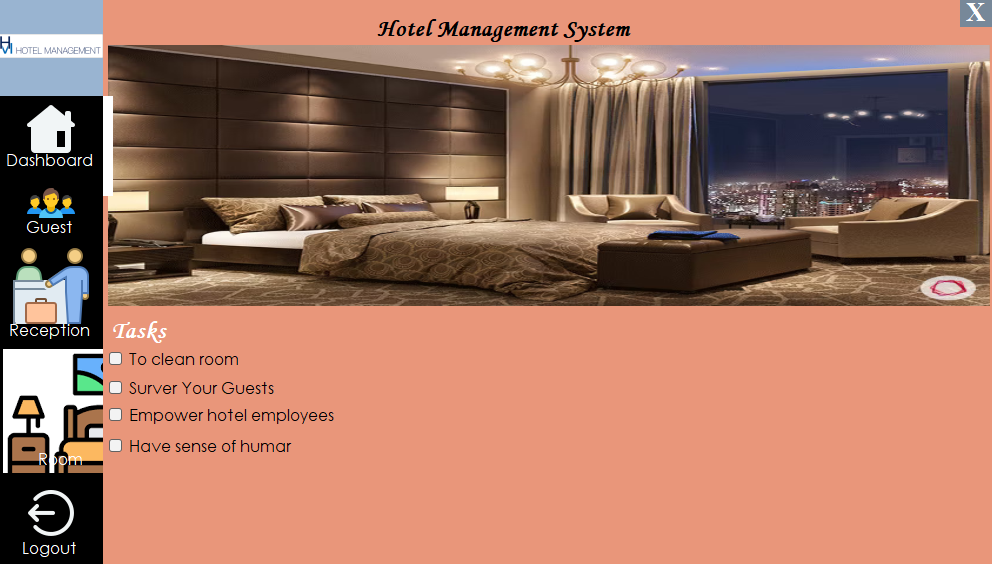 X
Hotel Management System
HM HOTEL MANAGEMENT
Dashboard
Guest
Reception
Room
Logout
Tasks
To clean room
Surver Your Guests
Empower hotel employees
Have sense of humar